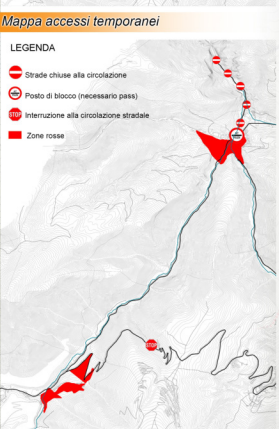 Mappa accessi temporanei
LEGENDA
Strade chiuse alla circolazione
Posto di blocco (necessario pass)
STOP Interruzione alla circolazione stradale
Zone rosse
STOP